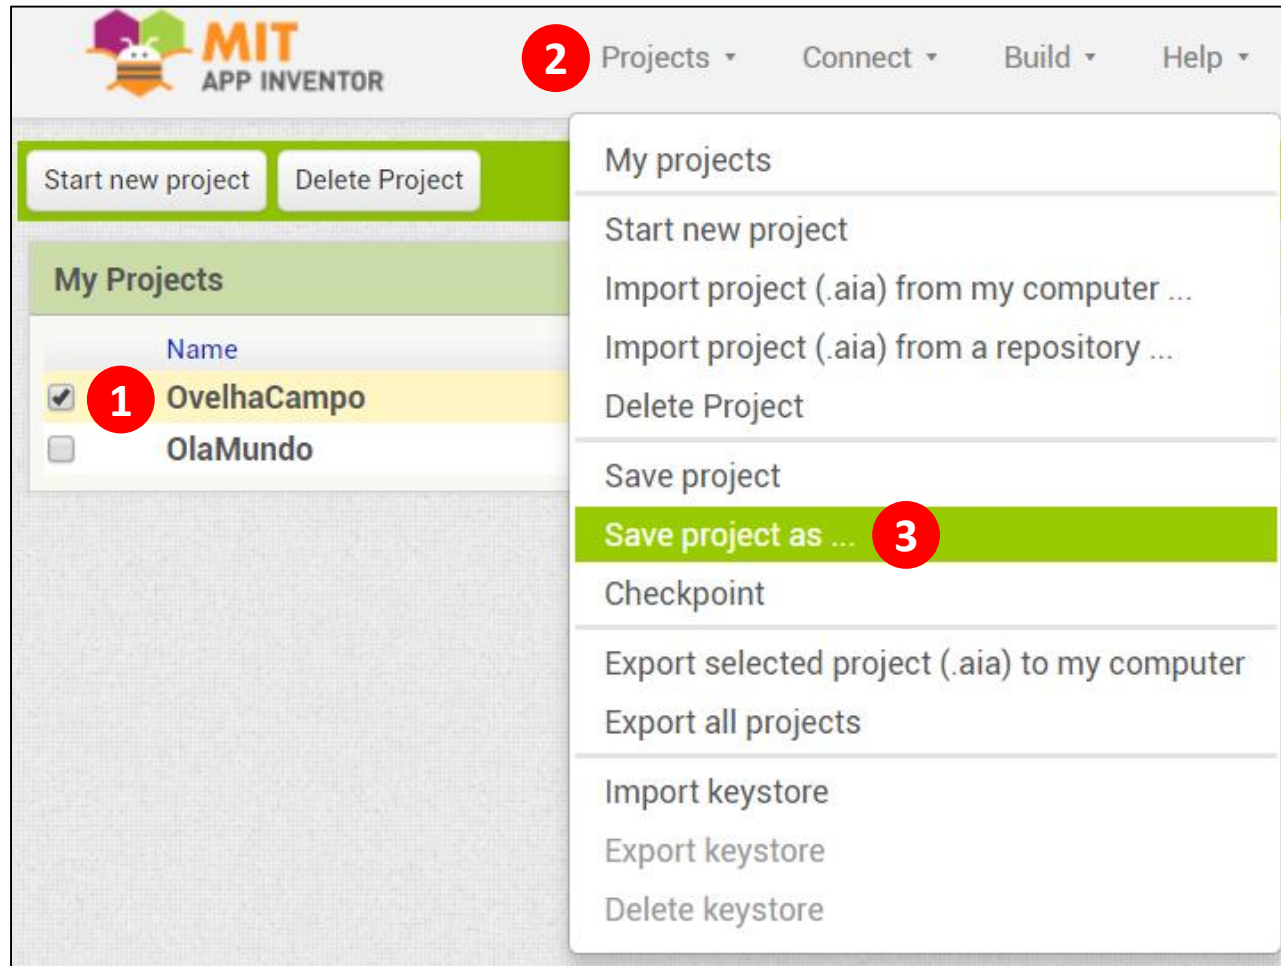 MIT
APP INVENTOR
2 Projects Connect Build Help
Start new project Delete Project
My Projects
Name
1 OvelhaCampo
OlaMundo
My projects
Start new project
Import project (.aia) from my computer ...
Import project (.aia) from a repository ...
Delete Project
Save project
Save project as ... 3
Checkpoint
Export selected project (.aia) to my computer
Export all projects
Import keystore
Export keystore
Delete keystore